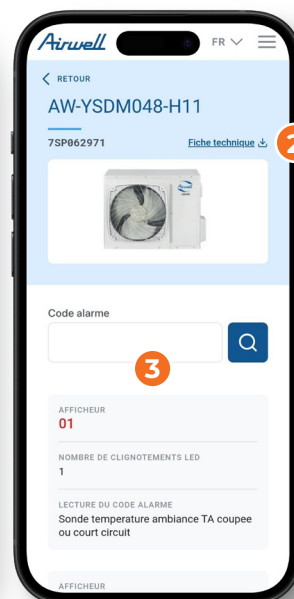 Airwell
FR
RETOUR
AW-YSDM048-H11
7SP062971
Fiche technique
2
Code alarme
3
AFFICHEUR
01
NOMBRE DE CLIGNOTEMENTS LED
1
LECTURE DU CODE ALARME
Sonde temperature ambiance TA coupee
ou court circuit
AFFICHEUR